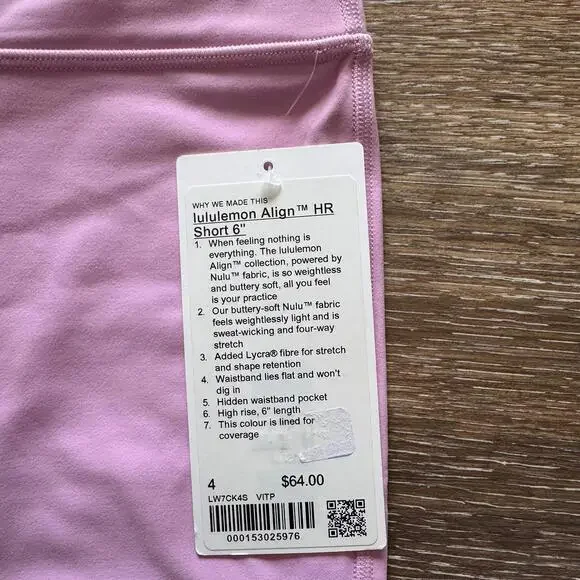 WHY WE MADE THIS
lululemon Align™ HR
Short 6"
1. When feeling nothing is
everything. The lululemon
Align™ collection, powered by
Nulu™ fabric, is so weightless
and buttery soft, all you feel
is your practice
2. Our buttery-soft Nulu™ fabric
feels weightlessly light and is
sweat-wicking and four-way
stretch
3. Added Lycra® fibre for stretch
and shape retention
4. Waistband lies flat and won't
dig in
5. Hidden waistband pocket
6. High rise, 6" length
7. This colour is lined for
coverage
4 $64.00
LW7CK4S VITP
000153025976